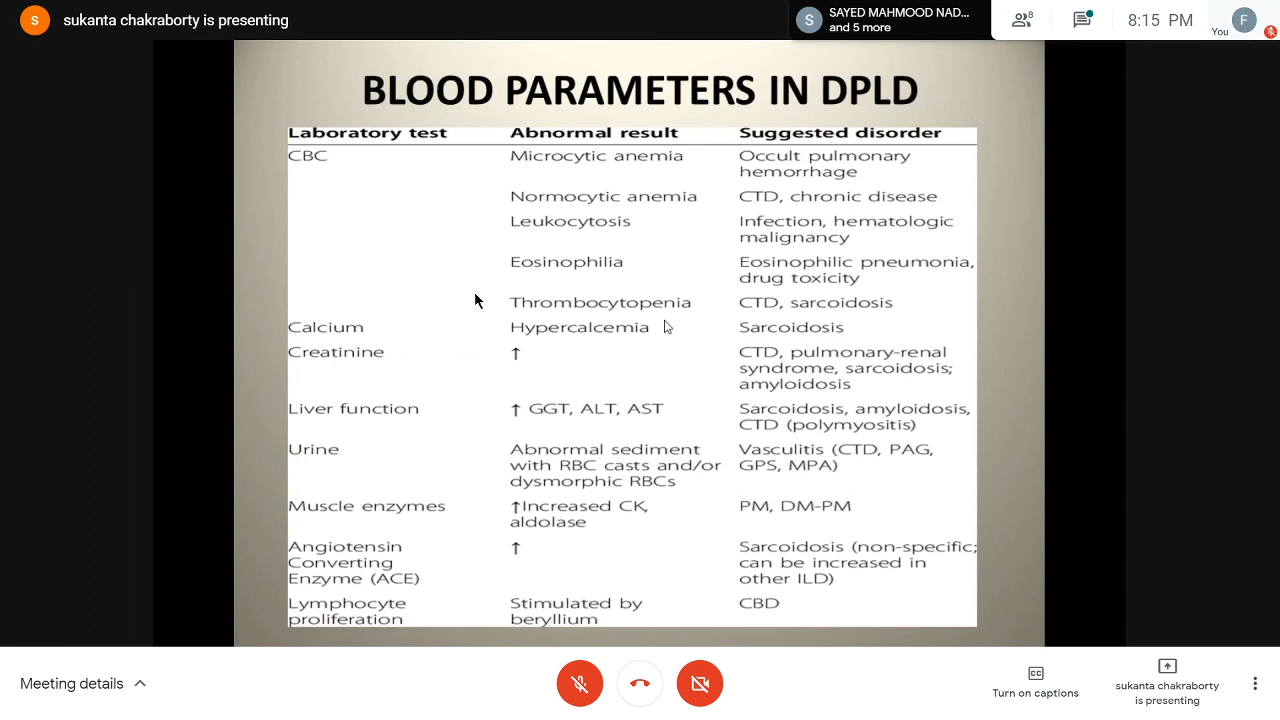 S
sukanta chakraborty is presenting
S
SAYED MAHMOOD NAD...
and 5 more
8
8:15 PM
You
F
BLOOD PARAMETERS IN DPLD
Laboratory test Abnormal result Suggested disorder
CBC Microcytic anemia Occult pulmonary
hemorrhage
Normocytic anemia CTD, chronic disease
Leukocytosis Infection, hematologic
malignancy
Eosinophilia Eosinophilic pneumonia,
drug toxicity
Thrombocytopenia CTD, sarcoidosis
Calcium Hypercalcemia Sarcoidosis
Creatinine ↑ CTD, pulmonary-renal
syndrome, sarcoidosis;
amyloidosis
Liver function ↑ GGT, ALT, AST Sarcoidosis, amyloidosis,
CTD (polymyositis)
Urine Abnormal sediment Vasculitis (CTD, PAG,
with RBC casts and/or GPS, MPA)
dysmorphic RBCs
Muscle enzymes ↑Increased CK, PM, DM-PM
aldolase
Angiotensin ↑ Sarcoidosis (non-specific;
Converting can be increased in
Enzyme (ACE) other ILD)
Lymphocyte Stimulated by CBD
proliferation beryllium
Meeting details
CC
Turn on captions
sukanta chakraborty
is presenting